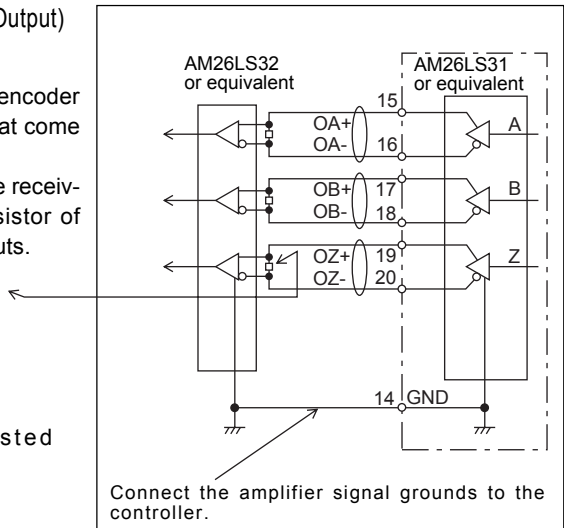 Output)
encoder
at come
e receiv-
sistor of
uts.
sted
AM26LS32
or equivalent
AM26LS31
or equivalent
15
OA+
A
OA-
16
OB+
17
B
OB-
18
OZ+
19
Z
OZ-
20
14
GND
Connect the amplifier signal grounds to the
controller.